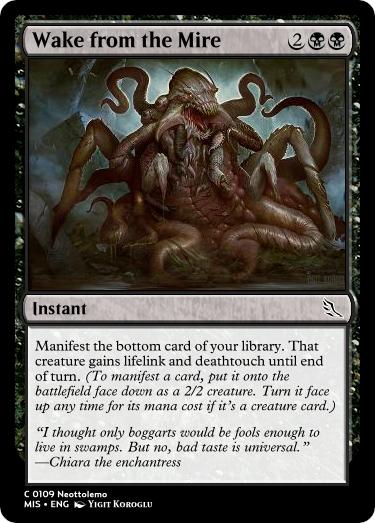 Wake from the Mire 2
Instant
Manifest the bottom card of your library. That
creature gains lifelink and deathtouch until end
of turn. (To manifest a card, put it onto the
battlefield face down as a 2/2 creature. Turn it face
up any time for its mana cost if it's a creature card.)
“I thought only boggarts would be fools enough to
live in swamps. But no, bad taste is universal.”
—Chiara the enchantress
C 0109 Neottolemo
MIS • ENG Yigit Koroglu